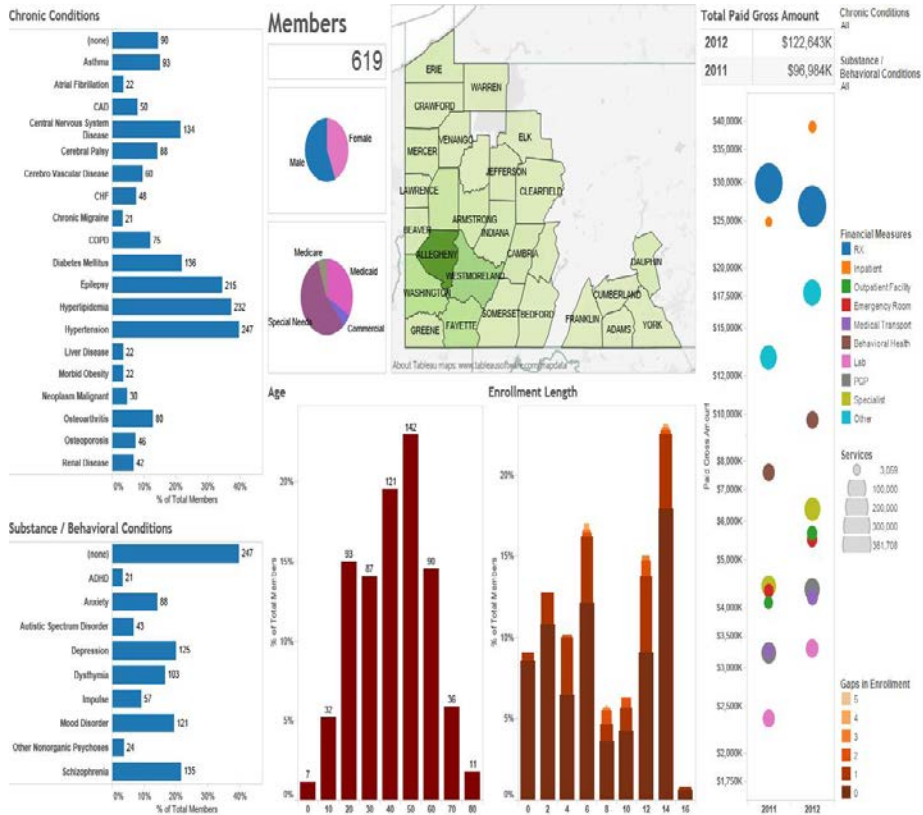 Chronic Conditions
(none) 90
Asthma 93
Atrial Fibrillation 22
CAD 50
Central Nervous System
Disease 134
Cerebral Palsy 88
Cerebro Vascular Disease 60
CHF 48
Chronic Migraine 21
COPD 75
Diabetes Mellitus 136
Epilepsy 215
Hyperlipidemia 232
Hypertension 247
Liver Disease 22
Morbid Obesity 22
Neoplasm Malignant 30
Osteoarthritis 80
Osteoporosis 46
Renal Disease 42
0% 10% 20% 30% 40%
% of Total Members
Substance / Behavioral Conditions
(none) 247
ADHD 21
Anxiety 88
Autistic Spectrum Disorder 43
Depression 125
Dysthymia 103
Impulse 57
Mood Disorder 121
Other Nonorganic Psychoses 24
Schizophrenia 135
0% 10% 20% 30% 40%
% of Total Members
Members
619
Female
Male
Medicare
Medicaid
Special Needs
Commercial
ERIE
WARREN
CRAWFORD
VENANGO
ELK
MERCER
JEFFERSON
LAWRENCE
CLEARFIELD
ARMSTRONG
BEAVER
INDIANA
ALLEGHENY
CAMBRIA
WESTMORELAND
DAUPHIN
WASHINGTON
CUMBERLAND
GREENE
FAYETTE
SOMERSET
BEDFORD
FRANKLIN
ADAMS
YORK
About Tableau maps: www.tableausoftware.com/mapdata
Age
% of Total Members
20%
15%
10%
5%
0%
7 32 93 87 121 142 90 36 11
0 10 20 30 40 50 60 70 80
Enrollment Length
% of Total Members
20%
15%
10%
5%
0%
0 2 4 6 8 10 12 14 16
Total Paid Gross Amount
2012 $122,643K
2011 $96,984K
Paid Gross Amount
$40,000K
$35,000K
$30,000K
$25,000K
$20,000K
$17,500K
$15,000K
$12,000K
$10,000K
$8,000K
$7,000K
$6,000K
$5,000K
$4,000K
$3,500K
$3,000K
$2,500K
$2,000K
$1,750K
2011 2012
Chronic Conditions
All
Substance /
Behavioral Conditions
All
Financial Measures
RX
Inpatient
Outpatient Facility
Emergency Room
Medical Transport
Behavioral Health
Lab
PCP
Specialist
Other
Services
3,059
100,000
200,000
300,000
361,708
Gaps in Enrollment
5
4
3
2
1
0